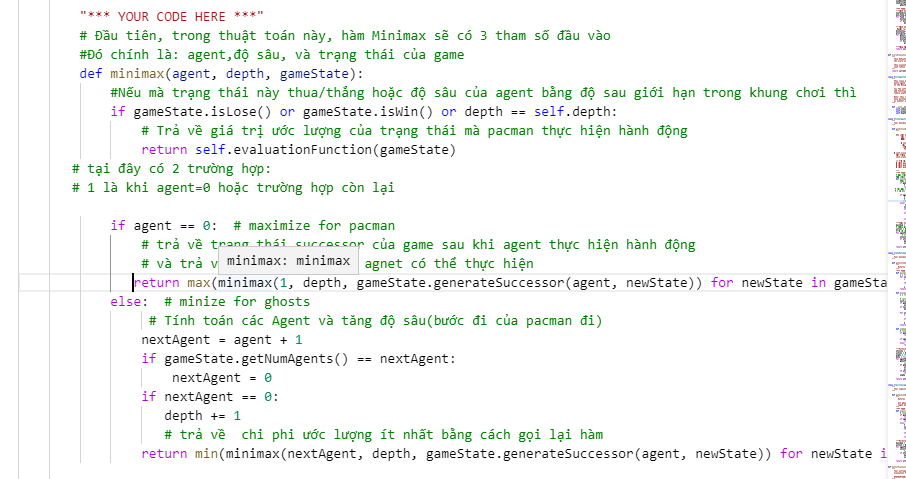 "*** YOUR CODE HERE ***"
# Đầu tiên, trong thuật toán này, hàm Minimax sẽ có 3 tham số đầu vào
#Đó chính là: agent,độ sâu, và trạng thái của game
def minimax(agent, depth, gameState):
#Nếu mà trạng thái này thua/thắng hoặc độ sâu của agent bằng độ sau giới hạn trong khung chơi thì
if gameState.isLose() or gameState.isWin() or depth == self.depth:
# Trả về giá trị ước lượng của trạng thái mà pacman thực hiện hành động
return self.evaluationFunction(gameState)
# tại đây có 2 trường hợp:
# 1 là khi agent=0 hoặc trường hợp còn lại
if agent == 0:  # maximize for pacman
# trả về trạng thái successor của game sau khi agent thực hiện hành động
# và trả v minimax: minimax agnet có thể thực hiện
return max(minimax(1, depth, gameState.generateSuccessor(agent, newState)) for newState in gameSta
else:  # minize for ghosts
# Tính toán các Agent và tăng độ sâu(bước đi của pacman đi)
nextAgent = agent + 1
if gameState.getNumAgents() == nextAgent:
nextAgent = 0
if nextAgent == 0:
depth += 1
# trả về  chi phi ước lượng ít nhất bằng cách gọi lại hàm
return min(minimax(nextAgent, depth, gameState.generateSuccessor(agent, newState)) for newState i